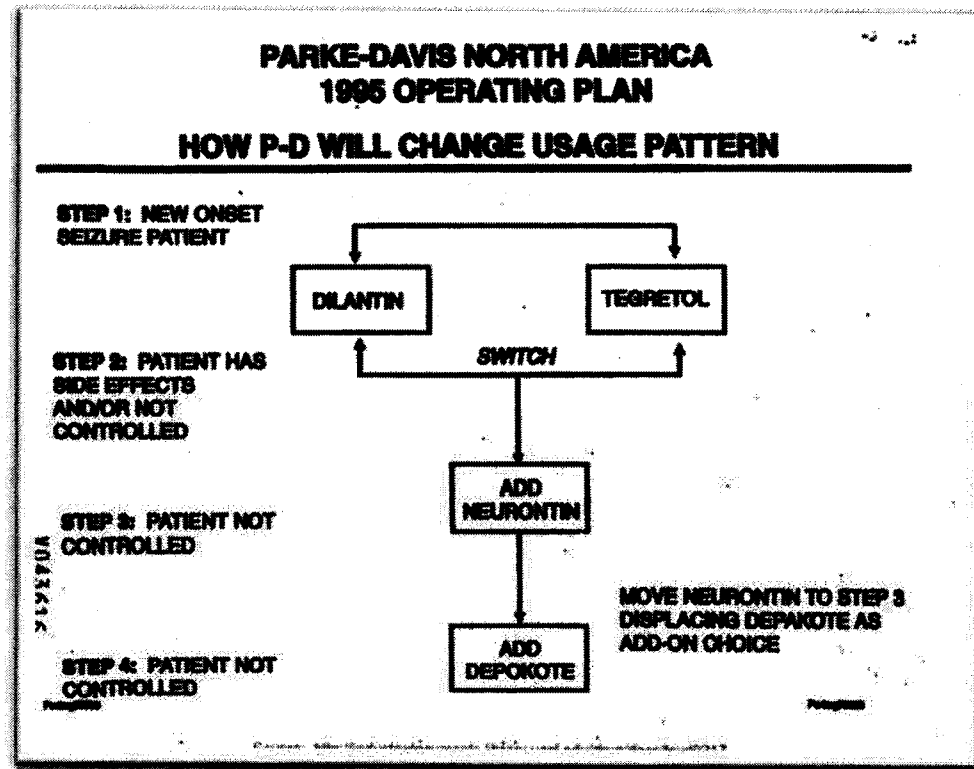 PARKE-DAVIS NORTH AMERICA
1995 OPERATING PLAN
HOW P-D WILL CHANGE USAGE PATTERN
STEP 1: NEW ONSET
SEIZURE PATIENT
DILANTIN
TEGRETOL
SWITCH
STEP 2: PATIENT HAS
SIDE EFFECTS
AND/OR NOT
CONTROLLED
ADD
NEURONTIN
STEP 3: PATIENT NOT
CONTROLLED
MOVE NEURONTIN TO STEP 3
DISPLACING DEPAKOTE AS
ADD-ON CHOICE
ADD
DEPOKOTE
STEP 4: PATIENT NOT
CONTROLLED